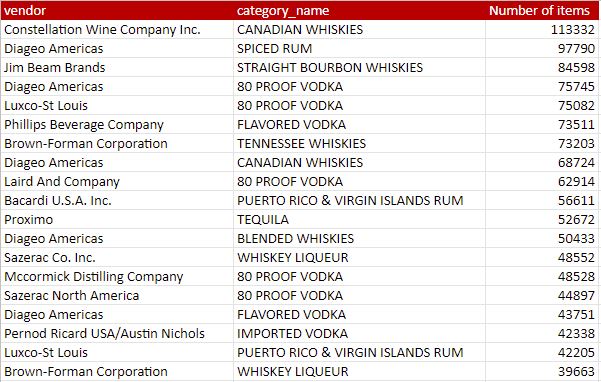 vendor category_name Number of items
Constellation Wine Company Inc. CANADIAN WHISKIES 113332
Diageo Americas SPICED RUM 97790
Jim Beam Brands STRAIGHT BOURBON WHISKIES 84598
Diageo Americas 80 PROOF VODKA 75745
Luxco-St Louis 80 PROOF VODKA 75082
Phillips Beverage Company FLAVORED VODKA 73511
Brown-Forman Corporation TENNESSEE WHISKIES 73203
Diageo Americas CANADIAN WHISKIES 68724
Laird And Company 80 PROOF VODKA 62914
Bacardi U.S.A. Inc. PUERTO RICO & VIRGIN ISLANDS RUM 56611
Proximo TEQUILA 52672
Diageo Americas BLENDED WHISKIES 50433
Sazerac Co. Inc. WHISKEY LIQUEUR 48552
Mccormick Distilling Company 80 PROOF VODKA 48528
Sazerac North America 80 PROOF VODKA 44897
Diageo Americas FLAVORED VODKA 43751
Pernod Ricard USA/Austin Nichols IMPORTED VODKA 42338
Luxco-St Louis PUERTO RICO & VIRGIN ISLANDS RUM 42205
Brown-Forman Corporation WHISKEY LIQUEUR 39663